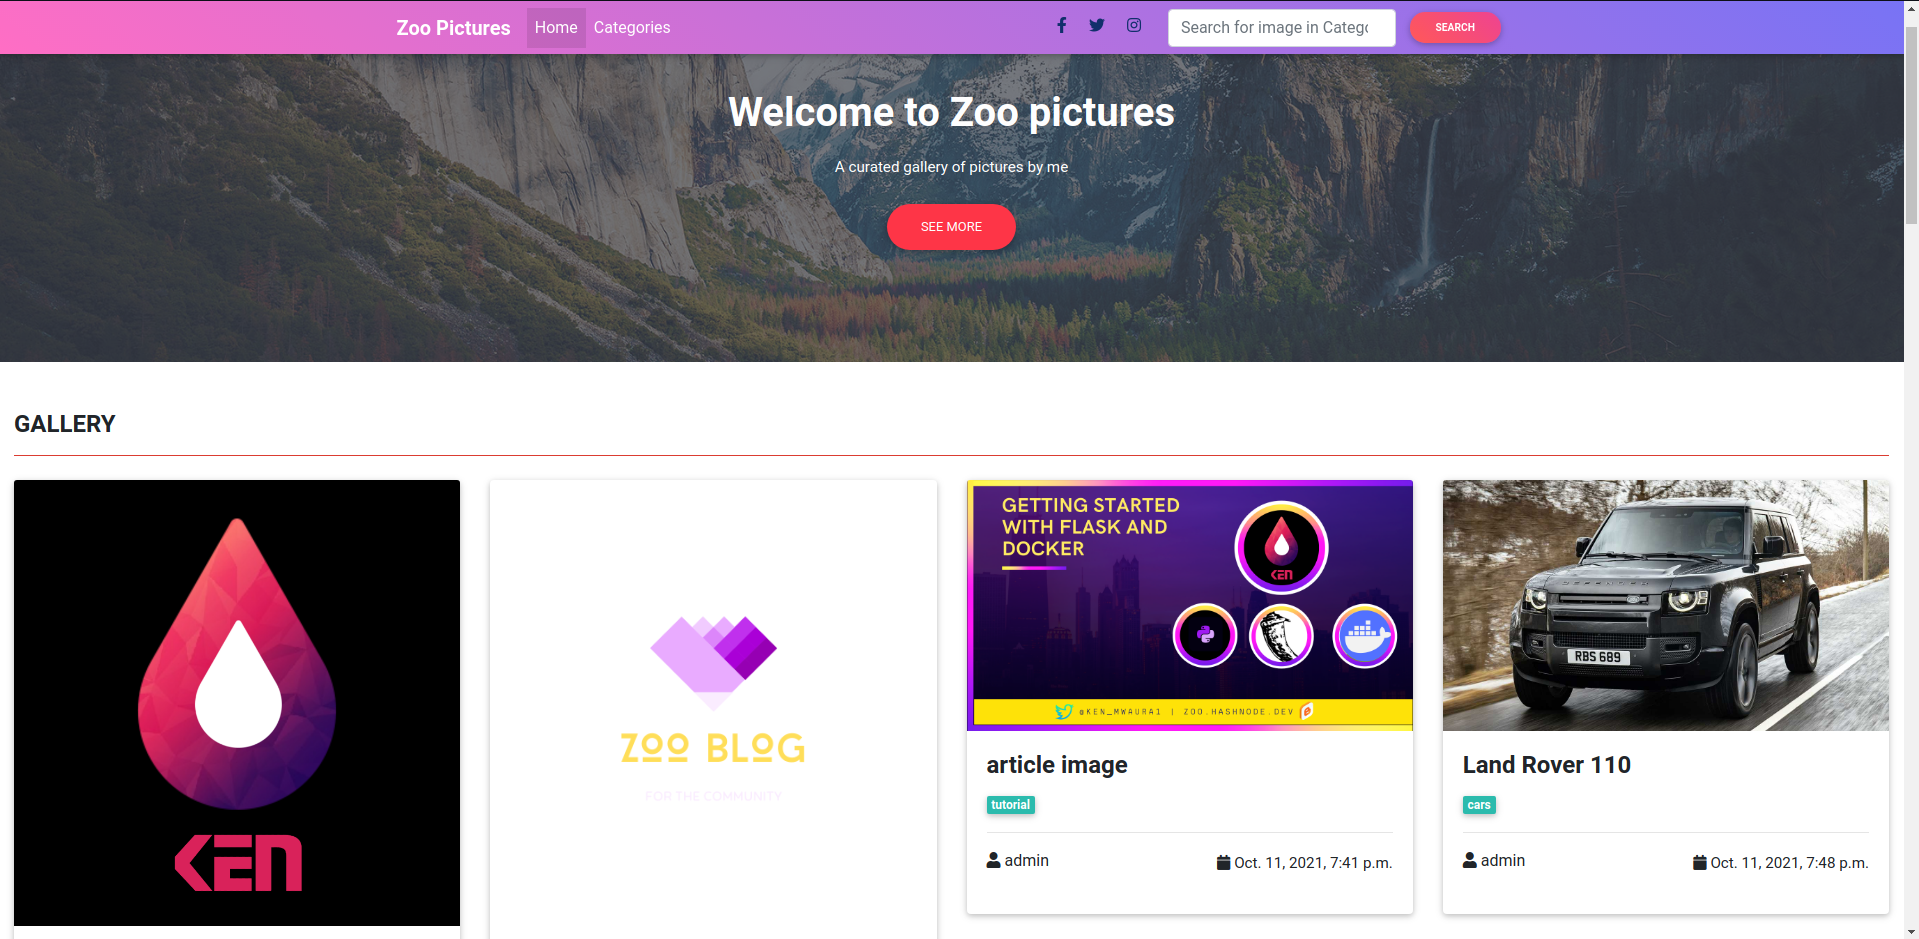 Zoo Pictures Home Categories Search for image in Catego SEARCH
Welcome to Zoo pictures
A curated gallery of pictures by me
SEE MORE
GALLERY
KEN
ZOO BLOG
FOR THE COMMUNITY
GETTING STARTED
WITH FLASK AND
DOCKER
KEN
@KEN_MWAURA1 | ZOO.HASHNODE.DEV
article image
tutorial
admin Oct. 11, 2021, 7:41 p.m.
DEFENDER
RBS 689
Land Rover 110
cars
admin Oct. 11, 2021, 7:48 p.m.